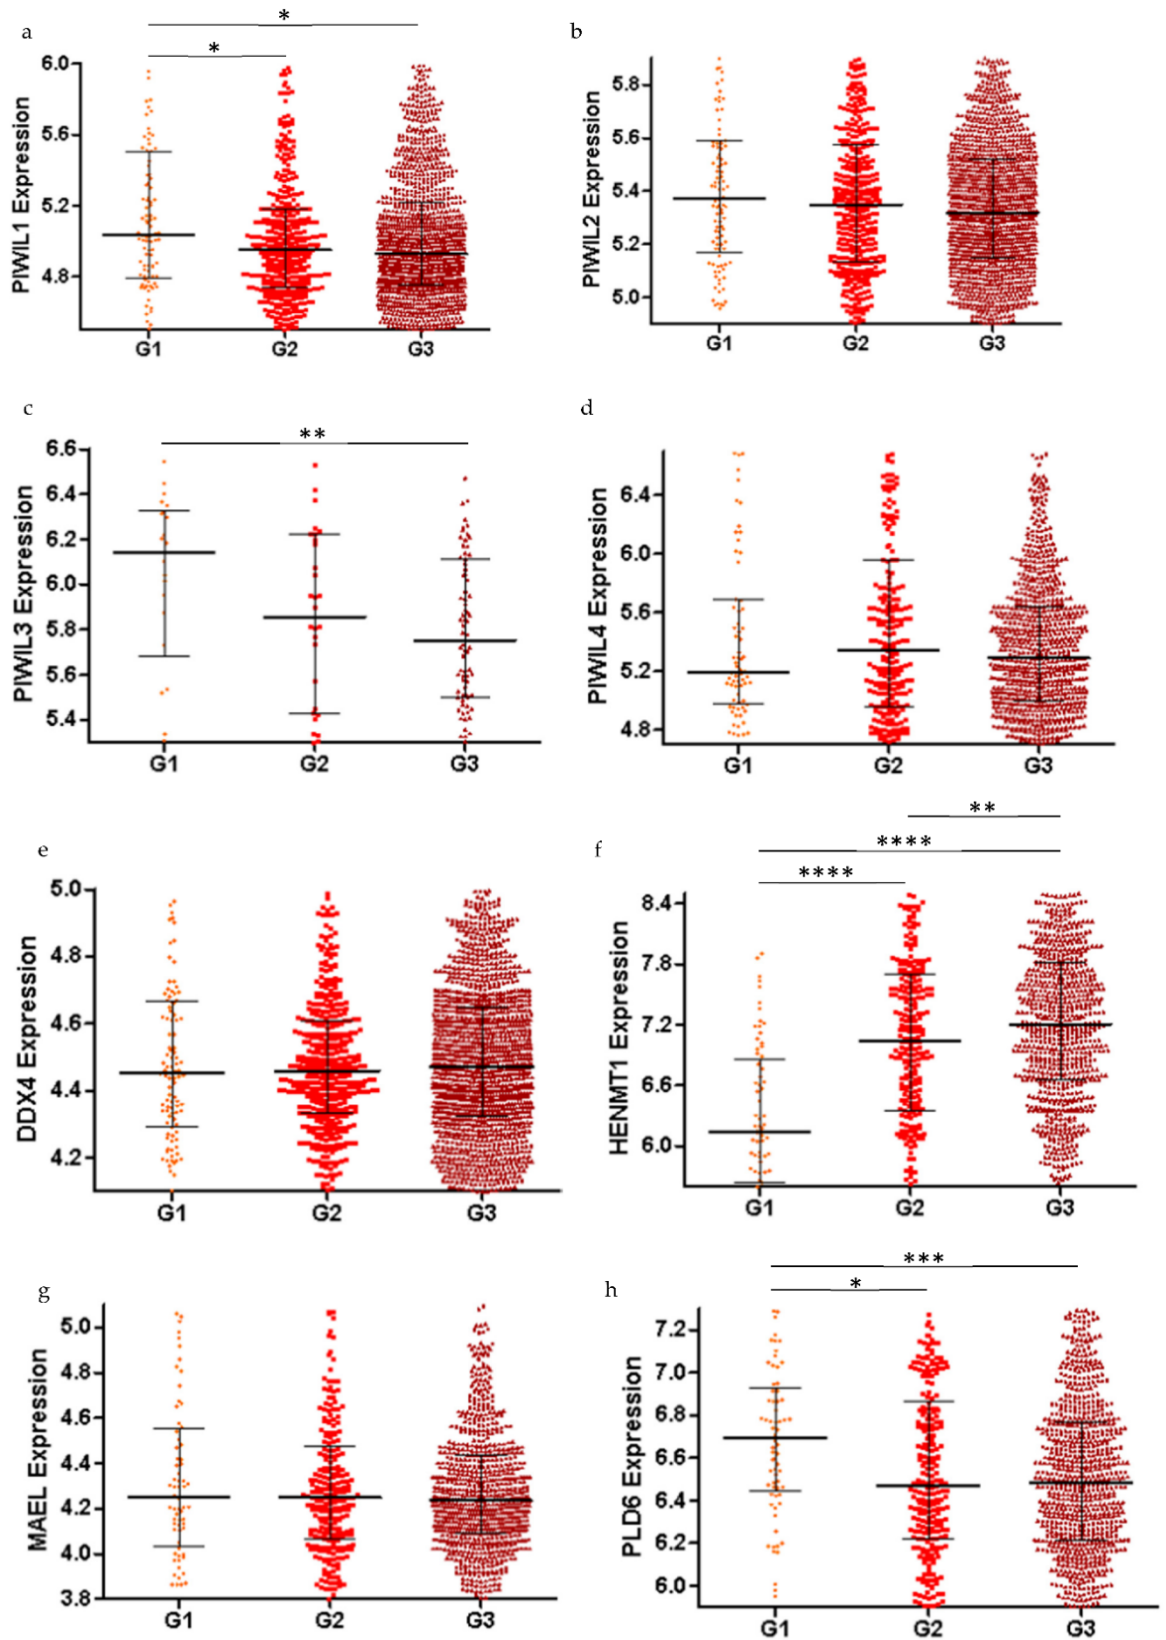 a
*
*
PIWIL1 Expression
6.0
5.6
5.2
4.8
G1 G2 G3
b
PIWIL2 Expression
5.8
5.6
5.4
5.2
5.0
G1 G2 G3
c
**
PIWIL3 Expression
6.6
6.4
6.2
6.0
5.8
5.6
5.4
G1 G2 G3
d
PIWIL4 Expression
6.4
6.0
5.6
5.2
4.8
G1 G2 G3
e
DDX4 Expression
5.0
4.8
4.6
4.4
4.2
G1 G2 G3
f
**
****
****
HENMT1 Expression
8.4
7.8
7.2
6.6
6.0
G1 G2 G3
g
MAEL Expression
5.0
4.8
4.6
4.4
4.2
4.0
3.8
G1 G2 G3
h
***
*
PLD6 Expression
7.2
7.0
6.8
6.6
6.4
6.2
6.0
G1 G2 G3